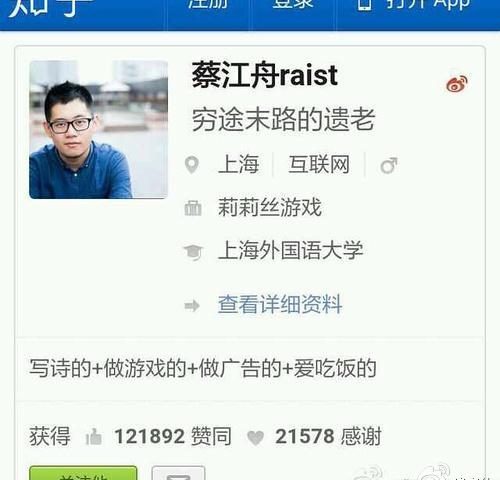 知乎 注册 登录 打开 App
蔡江舟raist
穷途末路的遗老
上海 互联网
莉莉丝游戏
上海外国语大学
查看详细资料
写诗的+做游戏的+做广告的+爱吃饭的
获得 121892 赞同 21578 感谢
关注他